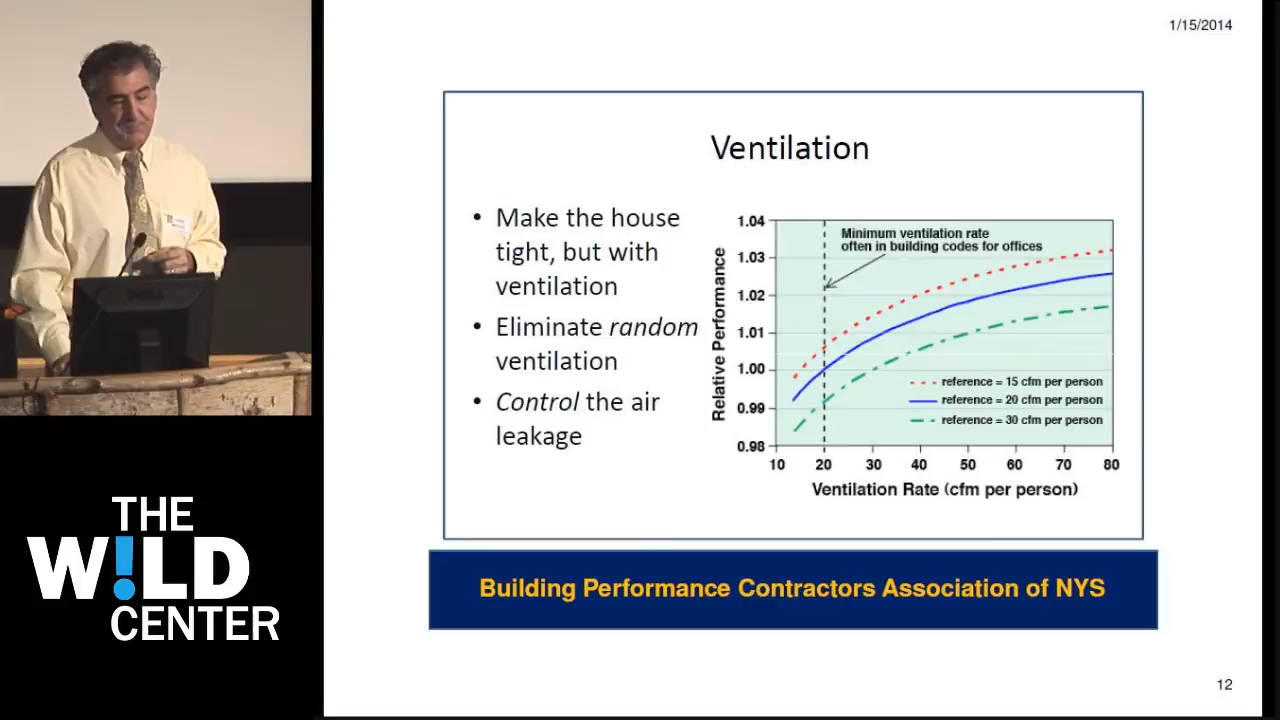 1/15/2014
Ventilation
• Make the house
tight, but with
ventilation
• Eliminate random
ventilation
• Control the air
leakage
1.04
1.03
1.02
1.01
1.00
0.99
0.98
Relative Performance
Minimum ventilation rate
often in building codes for offices
reference = 15 cfm per person
reference = 20 cfm per person
reference = 30 cfm per person
10 20 30 40 50 60 70 80
Ventilation Rate (cfm per person)
Building Performance Contractors Association of NYS
12
DELL
THE
W!LD
CENTER